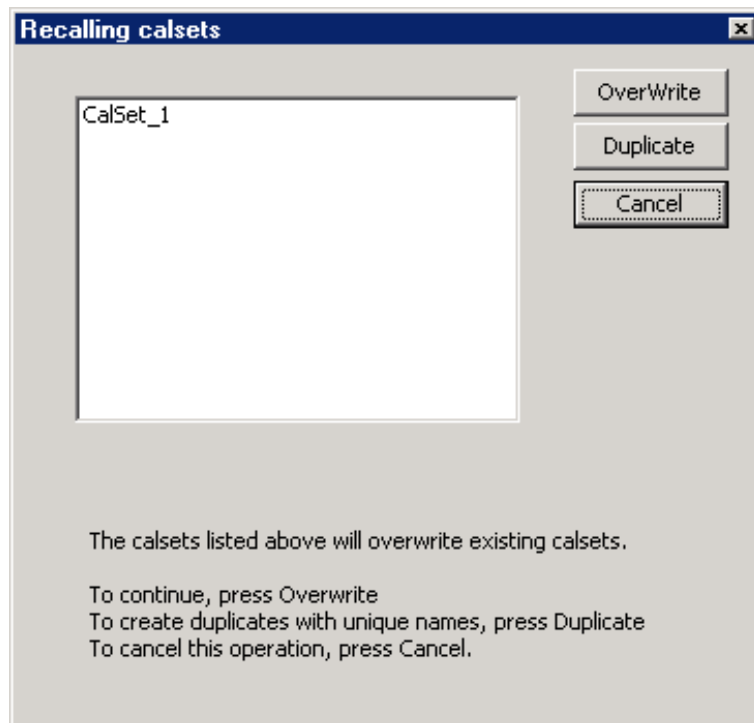 Recalling calsets
CalSet_1
OverWrite
Duplicate
Cancel
The calsets listed above will overwrite existing calsets.
To continue, press Overwrite
To create duplicates with unique names, press Duplicate
To cancel this operation, press Cancel.